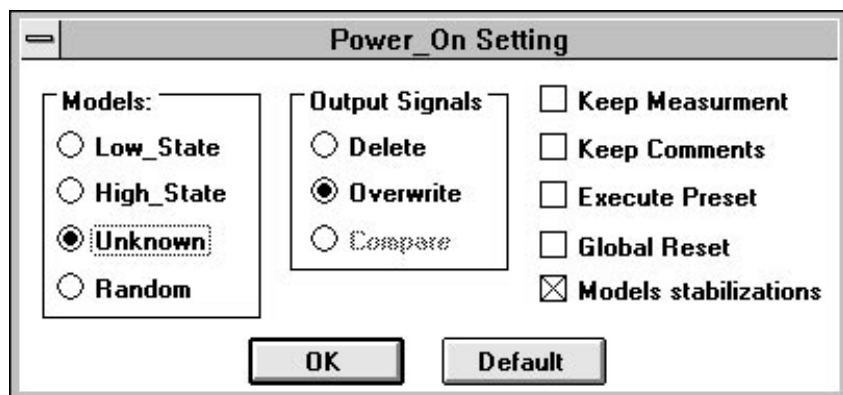 Power_On Setting
Models:
Low_State
High_State
Unknown
Random
Output Signals
Delete
Overwrite
Compare
Keep Measurment
Keep Comments
Execute Preset
Global Reset
Models stabilizations
OK
Default